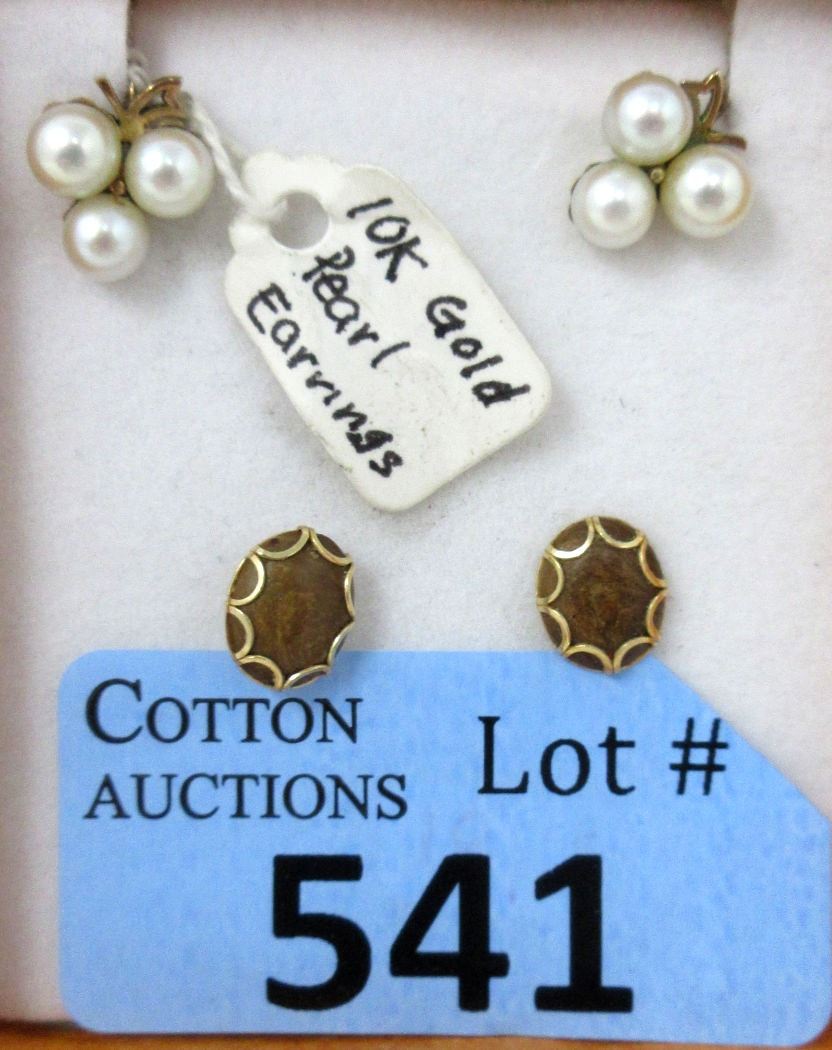 10K Gold
Pearl
Earrings
COTTON
AUCTIONS
Lot #
541